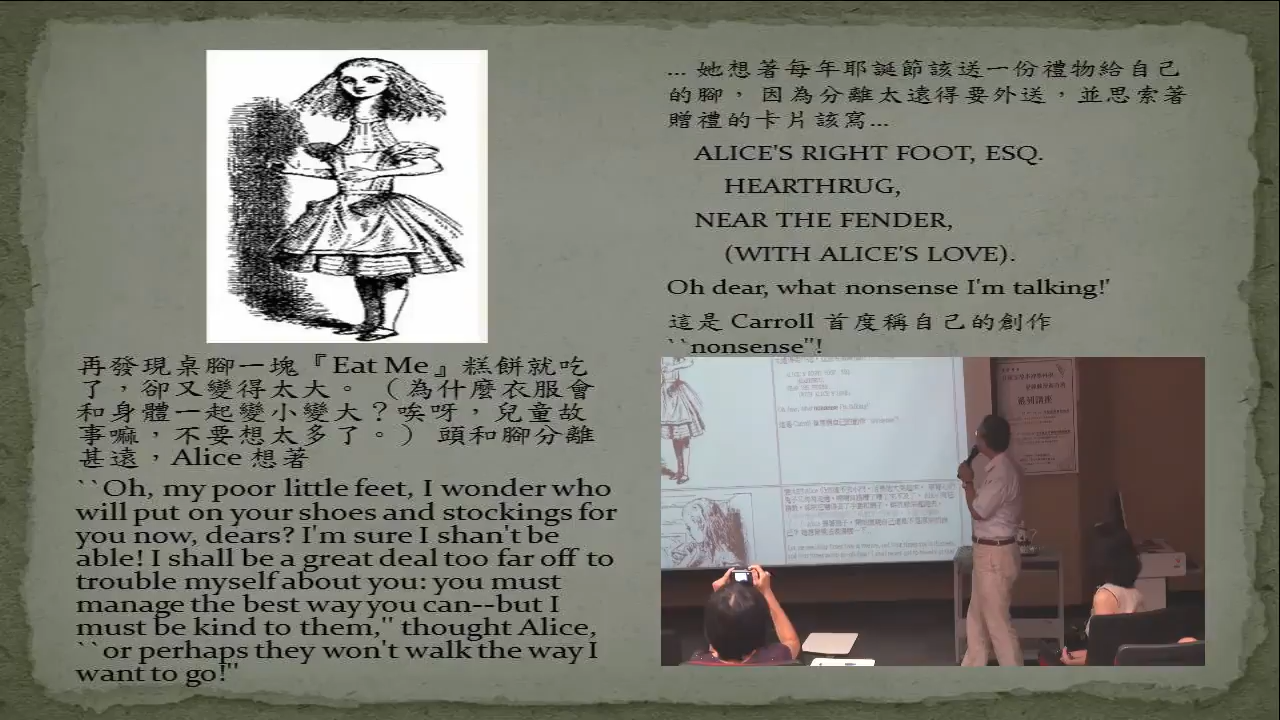 再發現桌腳一塊『Eat Me』糕餅就吃
了，卻又變得太大。（為什麼衣服會
和身體一起變小變大？唉呀，兒童故
事嘛，不要想太多了。）頭和腳分離
甚遠，Alice 想著
``Oh, my poor little feet, I wonder who
will put on your shoes and stockings for
you now, dears? I'm sure I shan't be
able! I shall be a great deal too far off to
trouble myself about you: you must
manage the best way you can--but I
must be kind to them,'' thought Alice,
``or perhaps they won't walk the way I
want to go!''
... 她想著每年耶誕節該送一份禮物給自己
的腳，因為分離太遠得要外送，並思索著
贈禮的卡片該寫...
ALICE'S RIGHT FOOT, ESQ.
HEARTHRUG,
NEAR THE FENDER,
(WITH ALICE'S LOVE).
Oh dear, what nonsense I'm talking!'
這是 Carroll 首度稱自己的創作
``nonsense''!
系列講座